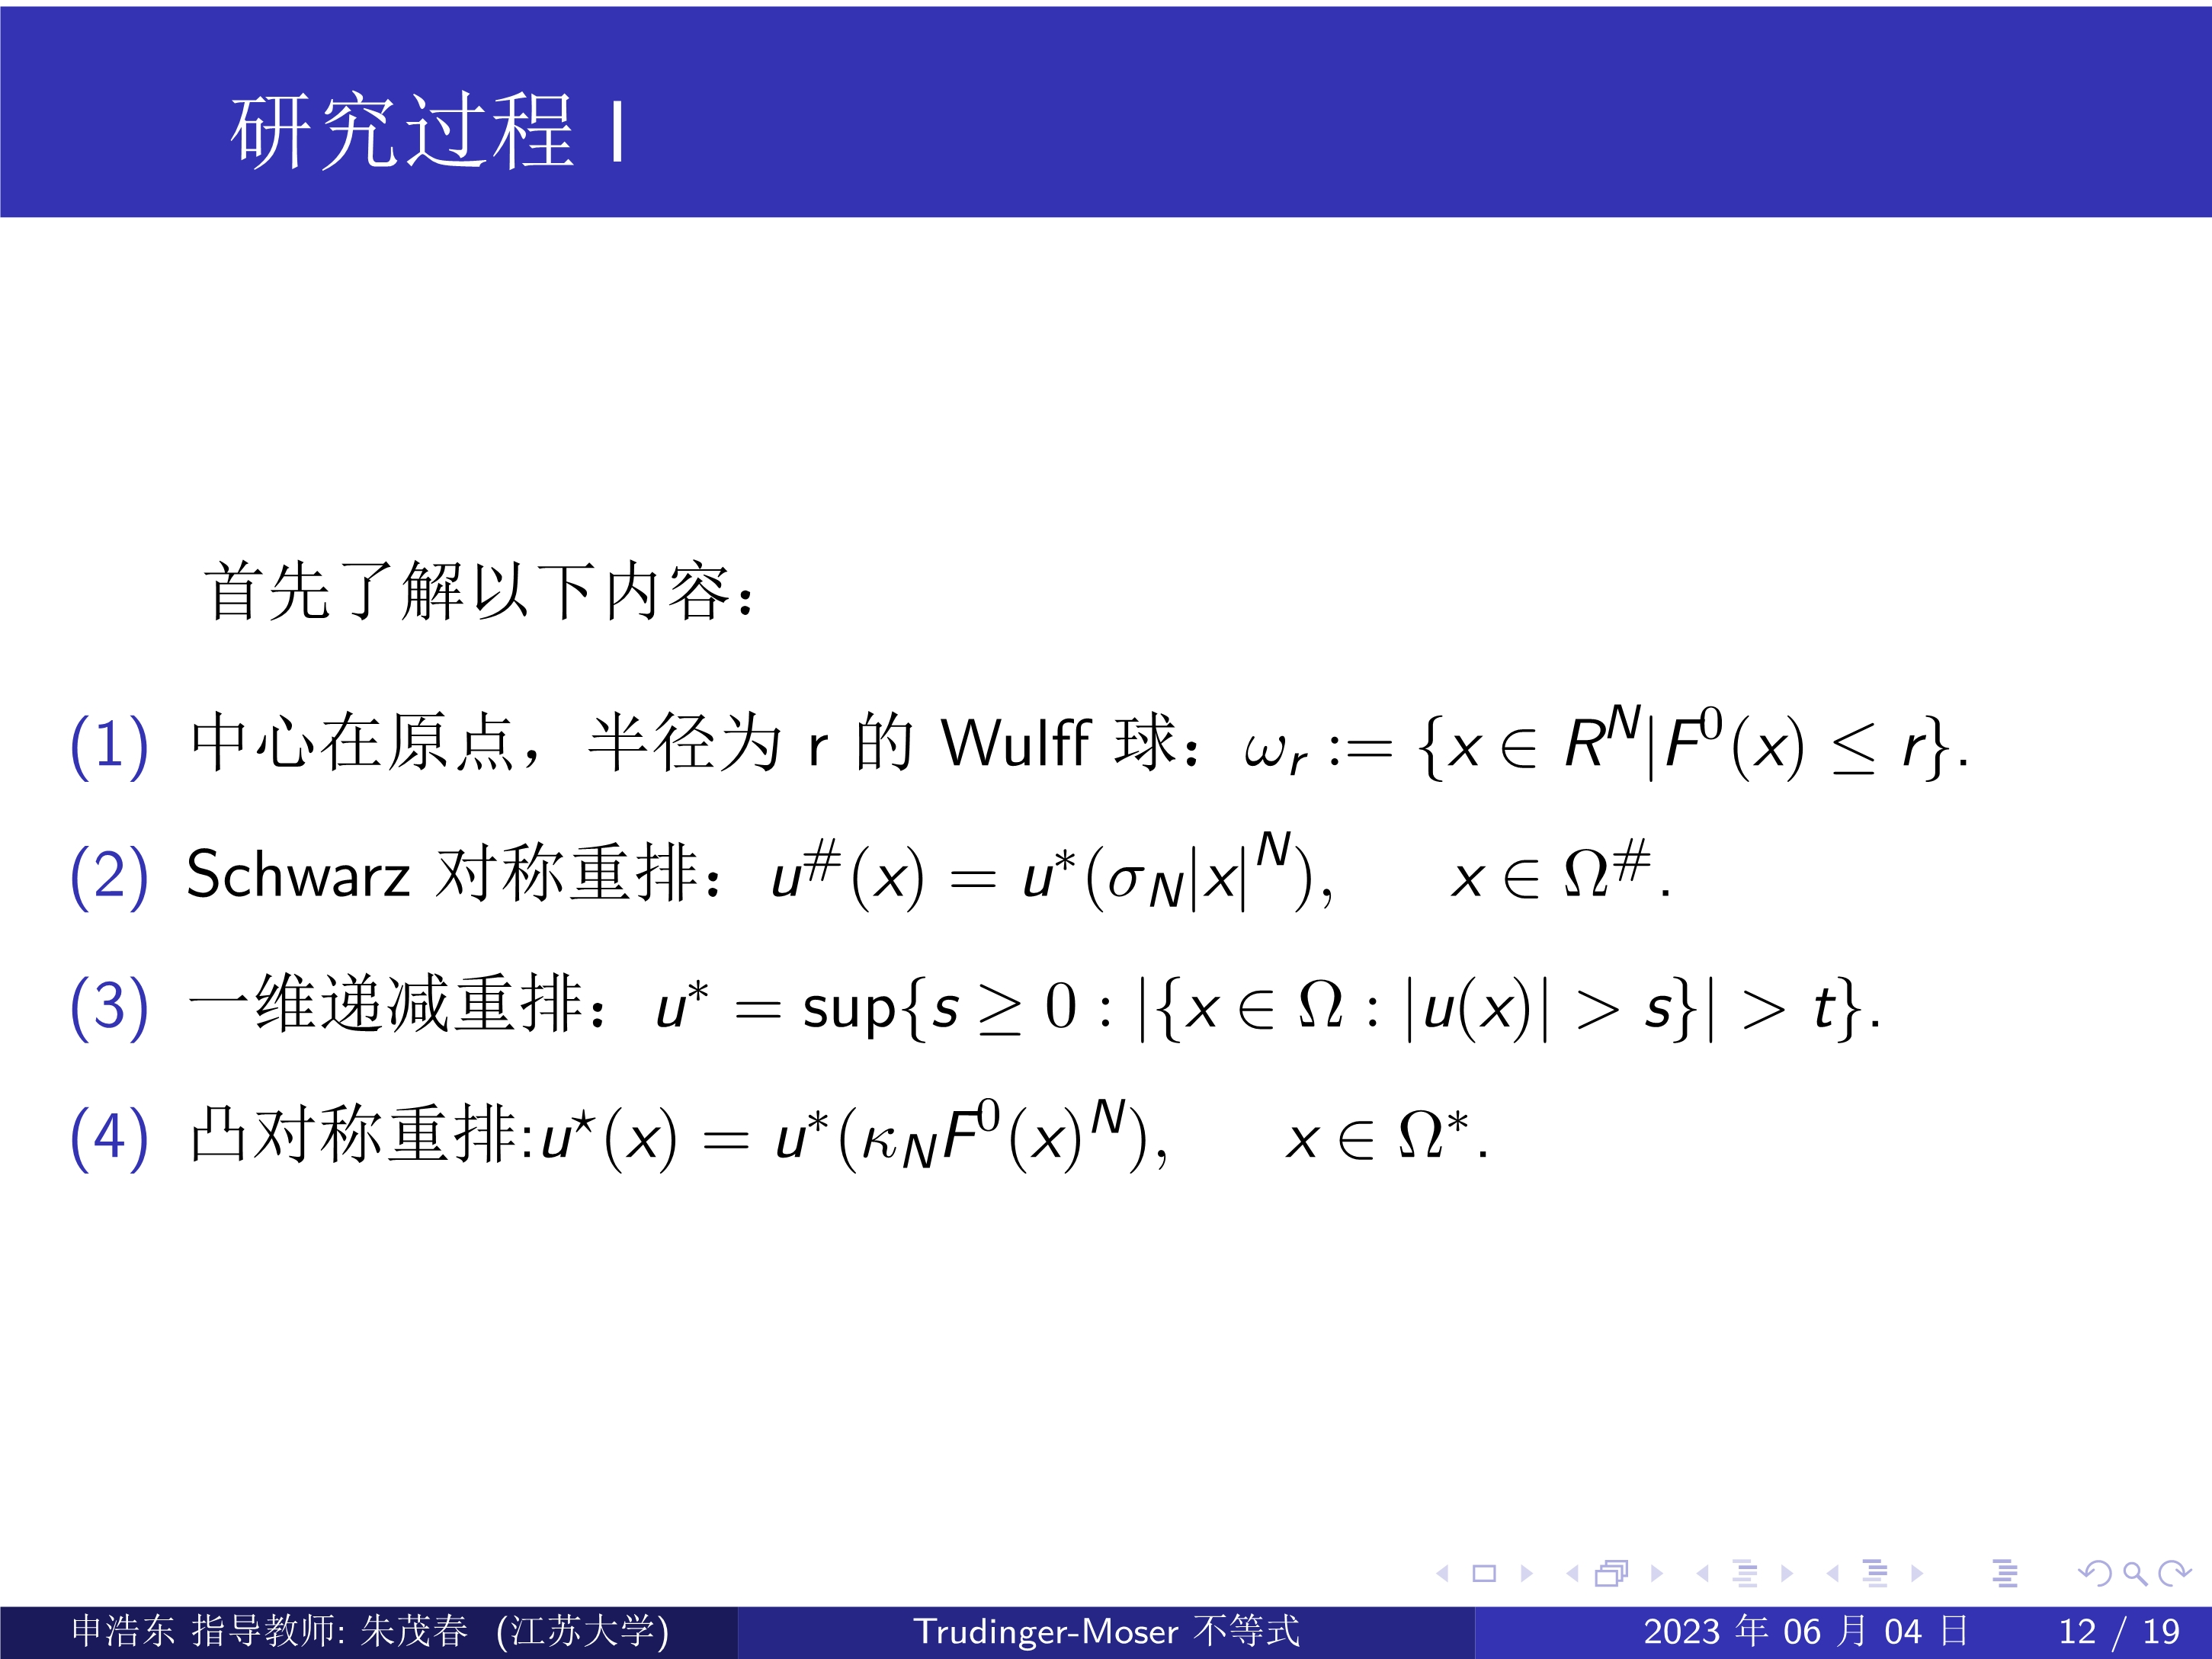 研究过程 I
首先了解以下内容：
(1) 中心在原点，半径为 r 的 Wulff 球：ω_r := {x ∈ R^N|F^0(x) ≤ r}.
(2) Schwarz 对称重排：u^#(x) = u^*(σ_N|x|^N),  x ∈ Ω^#.
(3) 一维递减重排：u^* = sup{s ≥ 0 : |{x ∈ Ω : |u(x)| > s}| > t}.
(4) 凸对称重排:u^⋆(x) = u^*(κ_N F^0(x)^N),  x ∈ Ω^*.
申浩东 指导教师: 朱茂春 (江苏大学) Trudinger-Moser 不等式 2023 年 06 月 04 日 12 / 19